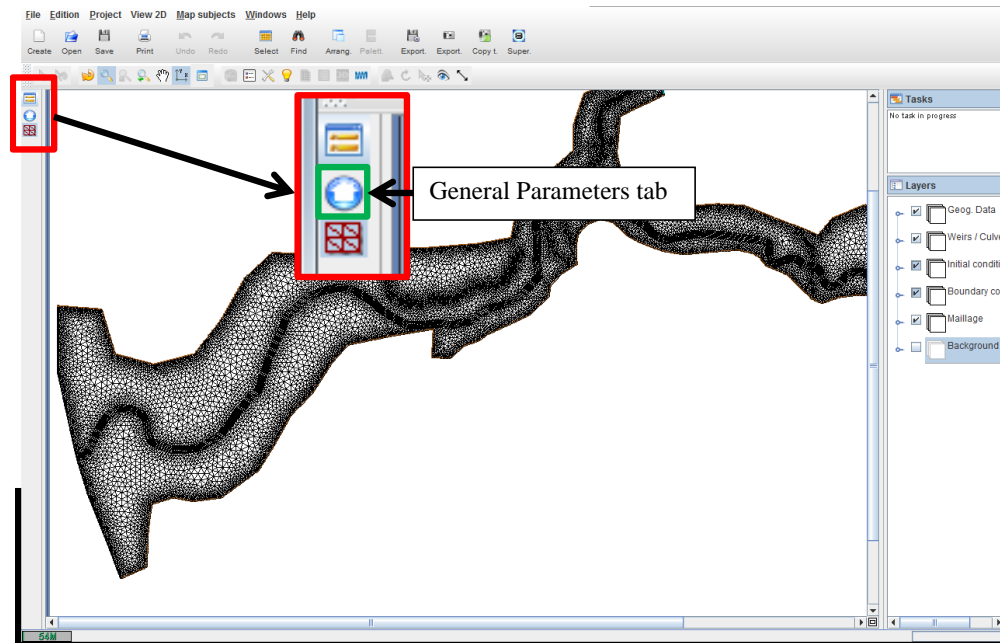 File Edition Project View 2D Map subjects Windows Help
Create Open Save Print Undo Redo Select Find Arrang. Palett. Export. Export. Copy t. Super.
Tasks
No task in progress
General Parameters tab
Layers
Geog. Data
Weirs / Culve
Initial conditi
Boundary co
Maillage
Background
54M